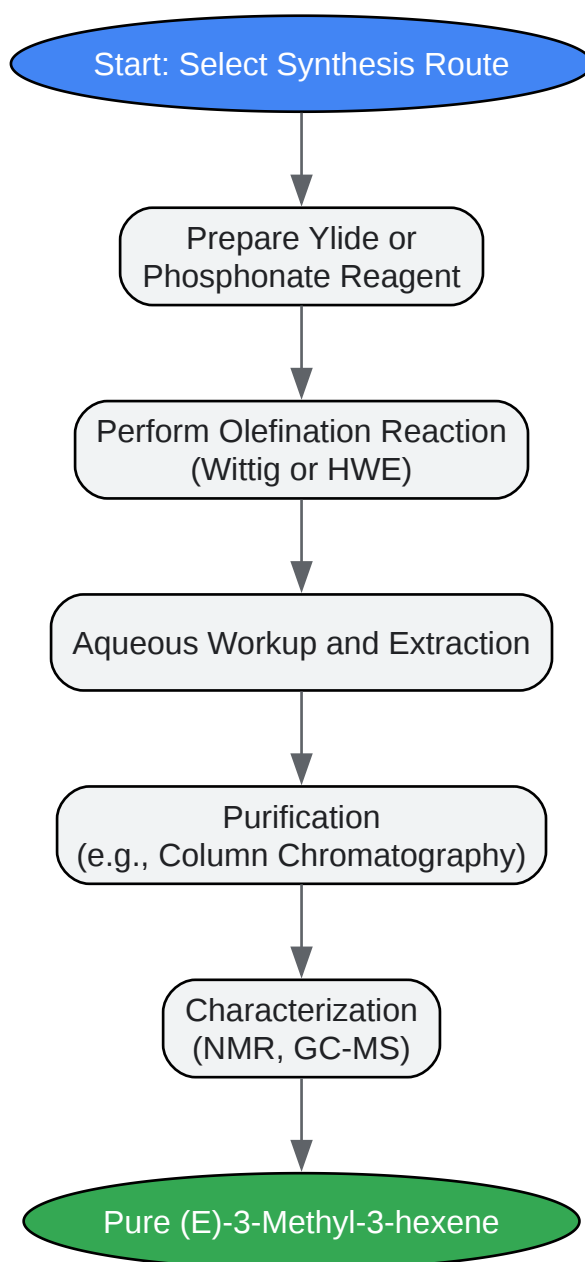 Start: Select Synthesis Route
Prepare Ylide or
Phosphonate Reagent
Perform Olefination Reaction
(Wittig or HWE)
Aqueous Workup and Extraction
Purification
(e.g., Column Chromatography)
Characterization
(NMR, GC-MS)
Pure (E)-3-Methyl-3-hexene